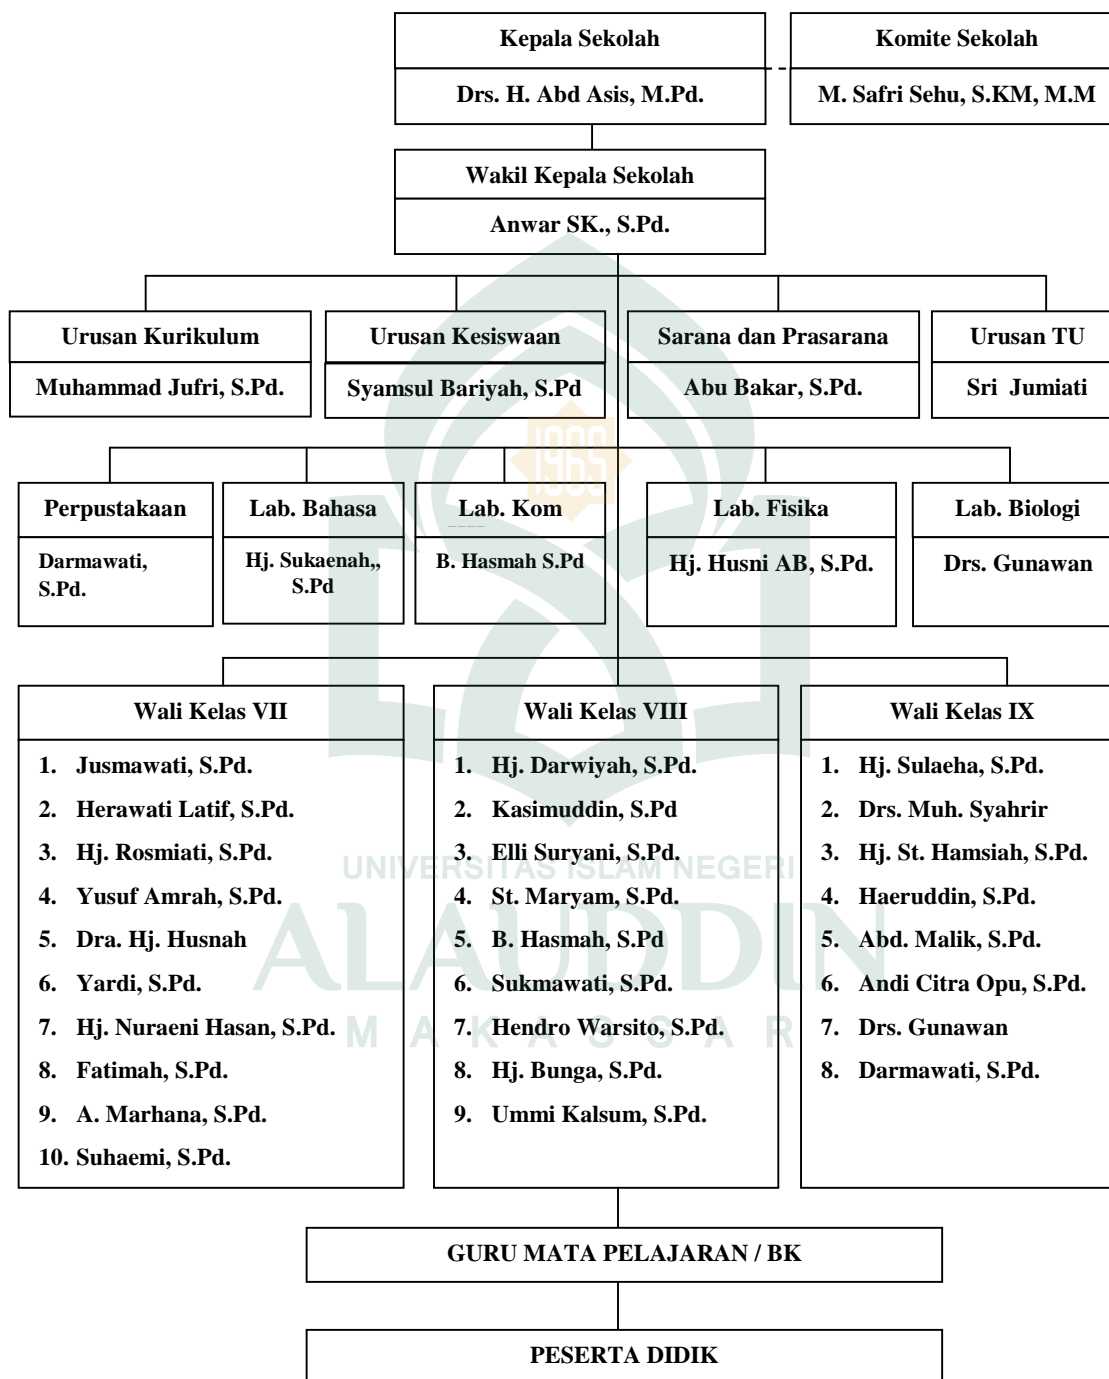 Kepala Sekolah
Drs. H. Abd Asis, M.Pd.
Komite Sekolah
M. Safri Sehu, S.KM, M.M
Wakil Kepala Sekolah
Anwar SK., S.Pd.
Urusan Kurikulum
Muhammad Jufri, S.Pd.
Urusan Kesiswaan
Syamsul Bariyah, S.Pd
Sarana dan Prasarana
Abu Bakar, S.Pd.
Urusan TU
Sri Jumiati
1965
Perpustakaan
Darmawati,
S.Pd.
Lab. Bahasa
Hj. Sukaenah,,
S.Pd
Lab. Kom
B. Hasmah S.Pd
Lab. Fisika
Hj. Husni AB, S.Pd.
Lab. Biologi
Drs. Gunawan
Wali Kelas VII
1. Jusmawati, S.Pd.
2. Herawati Latif, S.Pd.
3. Hj. Rosmiati, S.Pd.
4. Yusuf Amrah, S.Pd.
5. Dra. Hj. Husnah
6. Yardi, S.Pd.
7. Hj. Nuraeni Hasan, S.Pd.
8. Fatimah, S.Pd.
9. A. Marhana, S.Pd.
10. Suhaemi, S.Pd.
Wali Kelas VIII
1. Hj. Darwiyah, S.Pd.
2. Kasimuddin, S.Pd
3. Elli Suryani, S.Pd.
4. St. Maryam, S.Pd.
5. B. Hasmah, S.Pd
6. Sukmawati, S.Pd.
7. Hendro Warsito, S.Pd.
8. Hj. Bunga, S.Pd.
9. Ummi Kalsum, S.Pd.
Wali Kelas IX
1. Hj. Sulaeha, S.Pd.
2. Drs. Muh. Syahrir
3. Hj. St. Hamsiah, S.Pd.
4. Haeruddin, S.Pd.
5. Abd. Malik, S.Pd.
6. Andi Citra Opu, S.Pd.
7. Drs. Gunawan
8. Darmawati, S.Pd.
UNIVERSITAS ISLAM NEGERI
ALAUDDIN
MAKASSAR
GURU MATA PELAJARAN / BK
PESERTA DIDIK